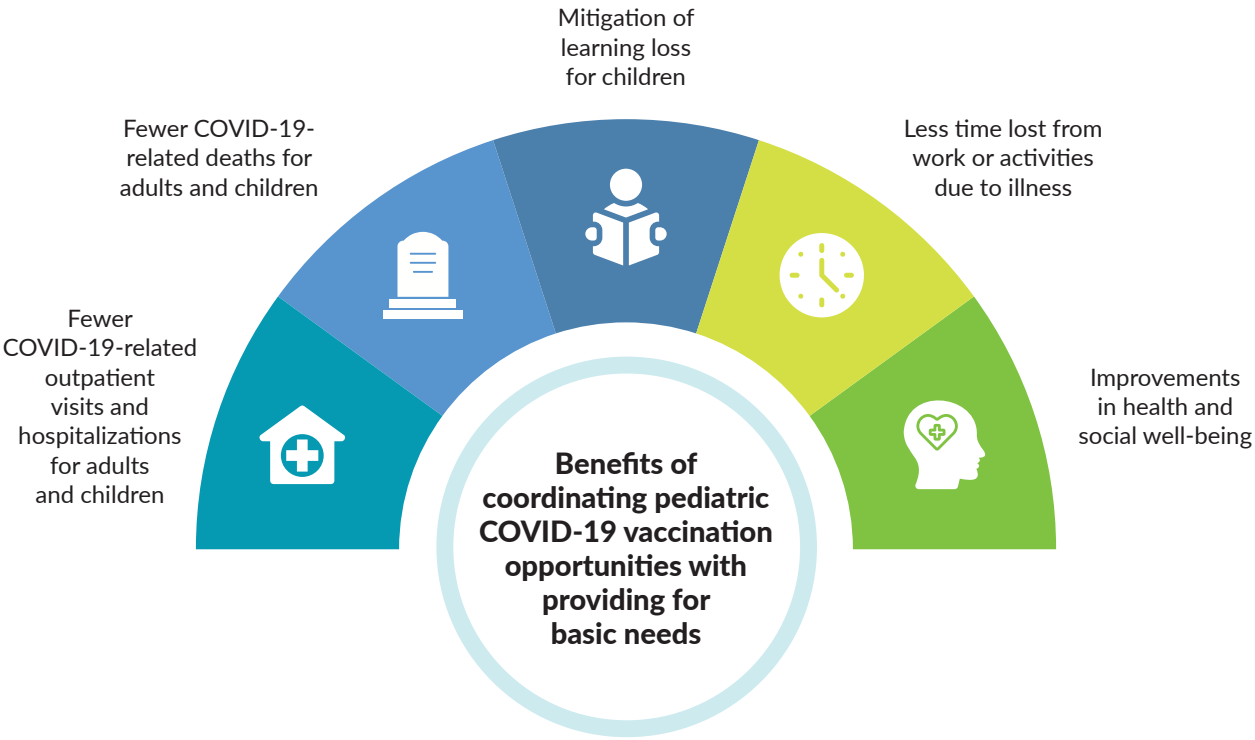 Mitigation of
learning loss
for children
Fewer COVID-19-
related deaths for
adults and children
Less time lost from
work or activities
due to illness
Fewer
COVID-19-related
outpatient
visits and
hospitalizations
for adults
and children
Improvements
in health and
social well-being
Benefits of
coordinating pediatric
COVID-19 vaccination
opportunities with
providing for
basic needs